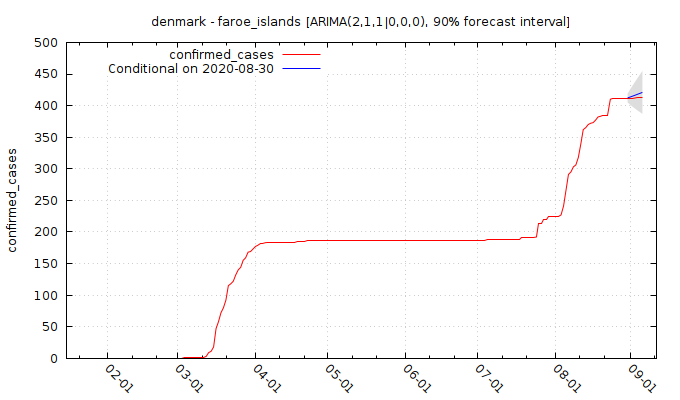 denmark - faroe_islands [ARIMA(2,1,1|0,0,0), 90% forecast interval]
confirmed_cases
Conditional on 2020-08-30
confirmed_cases
500
450
400
350
300
250
200
150
100
50
0
02-01 03-01 04-01 05-01 06-01 07-01 08-01 09-01